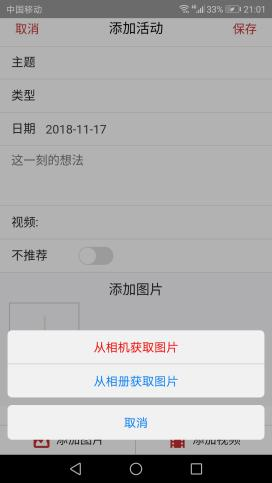 中国移动 4G 33% 21:01
取消 添加活动 保存
主题
类型
日期 2018-11-17
这一刻的想法
视频:
不推荐
添加图片
从相机获取图片
从相册获取图片
取消
添加图片 添加视频